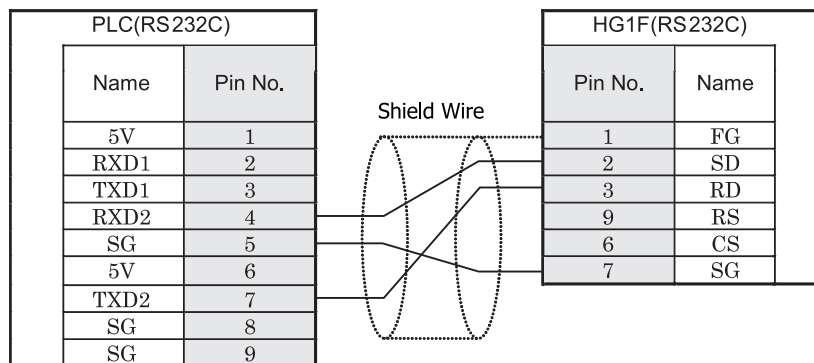 PLC(RS232C)
HG1F(RS232C)
Name Pin No.
Pin No. Name
Shield Wire
5V 1
RXD1 2
TXD1 3
RXD2 4
SG 5
5V 6
TXD2 7
SG 8
SG 9
1 FG
2 SD
3 RD
9 RS
6 CS
7 SG